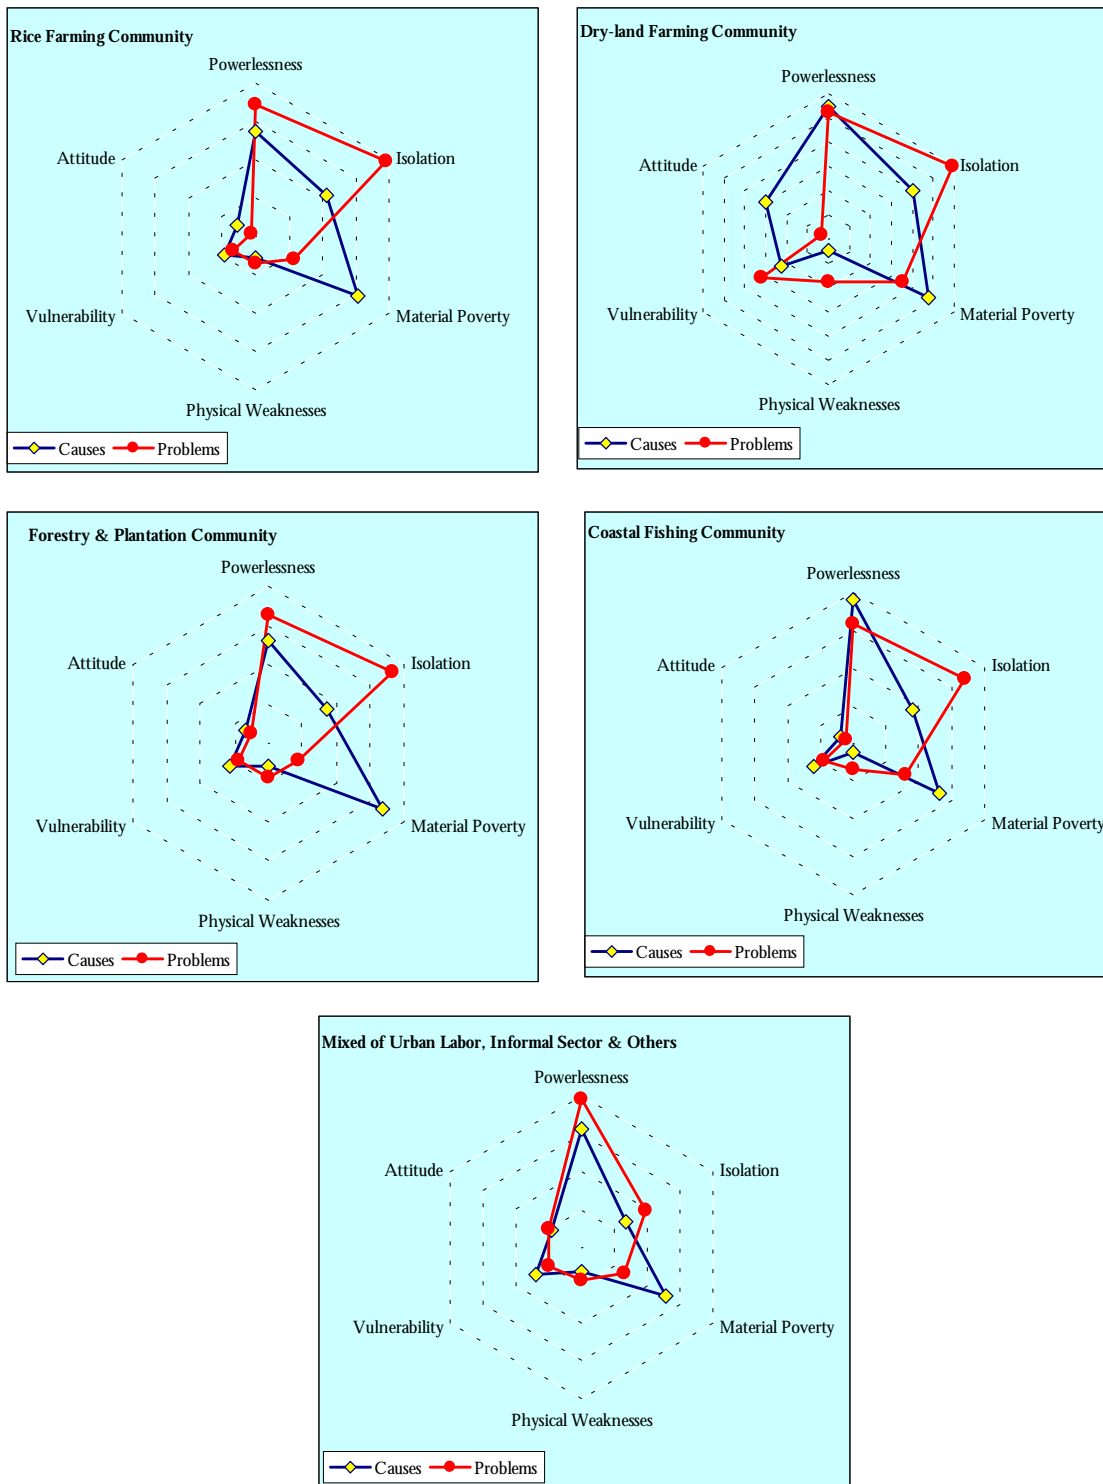 Rice Farming Community
Powerlessness
Attitude
Isolation
Vulnerability
Material Poverty
Physical Weaknesses
Causes Problems
Dry-land Farming Community
Powerlessness
Attitude
Isolation
Vulnerability
Material Poverty
Physical Weaknesses
Causes Problems
Forestry & Plantation Community
Powerlessness
Attitude
Isolation
Vulnerability
Material Poverty
Physical Weaknesses
Causes Problems
Coastal Fishing Community
Powerlessness
Attitude
Isolation
Vulnerability
Material Poverty
Physical Weaknesses
Causes Problems
Mixed of Urban Labor, Informal Sector & Others
Powerlessness
Attitude
Isolation
Vulnerability
Material Poverty
Physical Weaknesses
Causes Problems